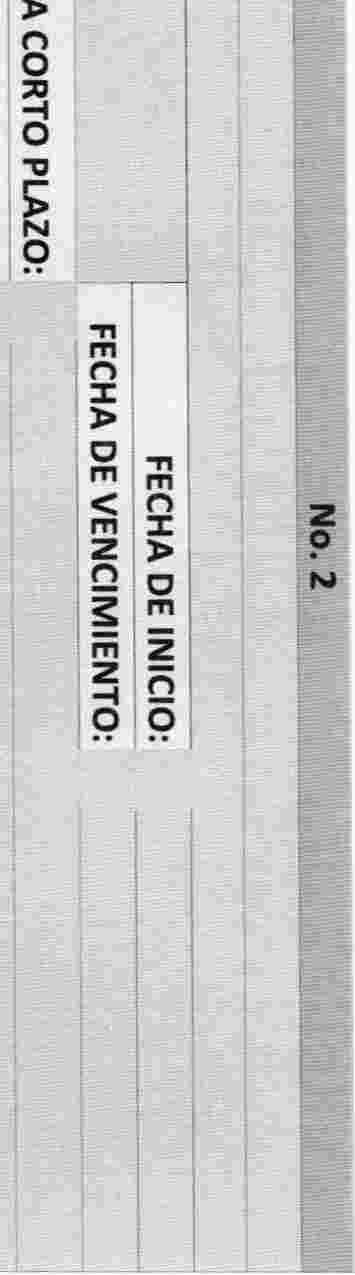 No. 2
FECHA DE INICIO:
FECHA DE VENCIMIENTO:
A CORTO PLAZO: